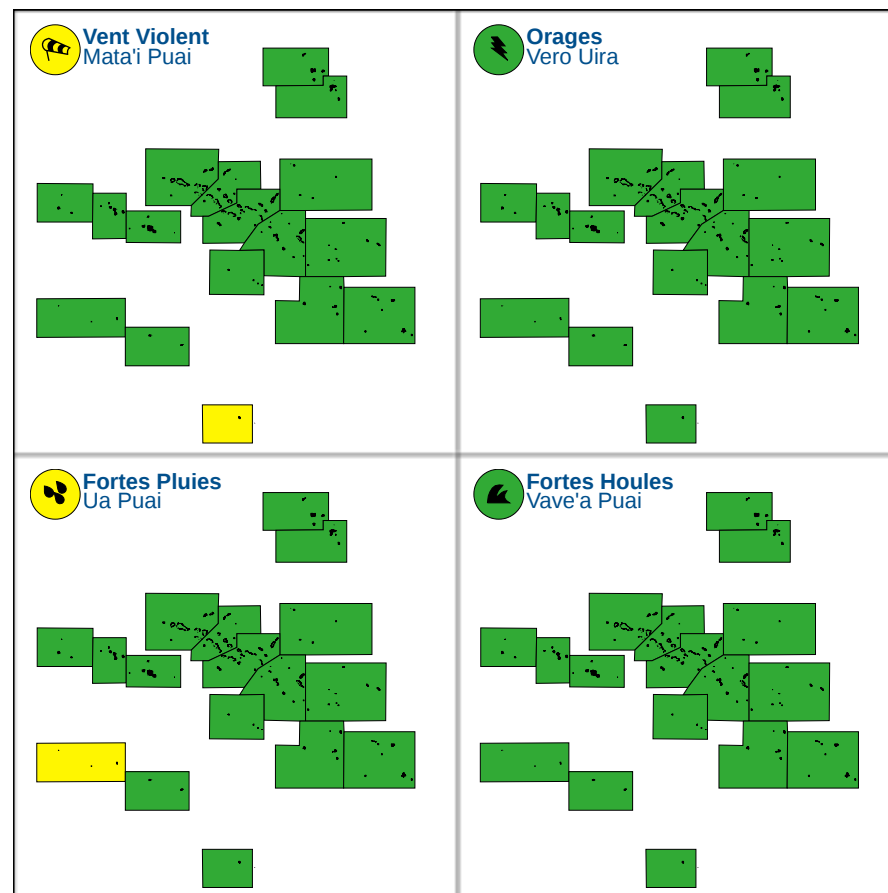 Vent Violent
Mata'i Puai
Orages
Vero Uira
Fortes Pluies
Ua Puai
Fortes Houles
Vave'a Puai